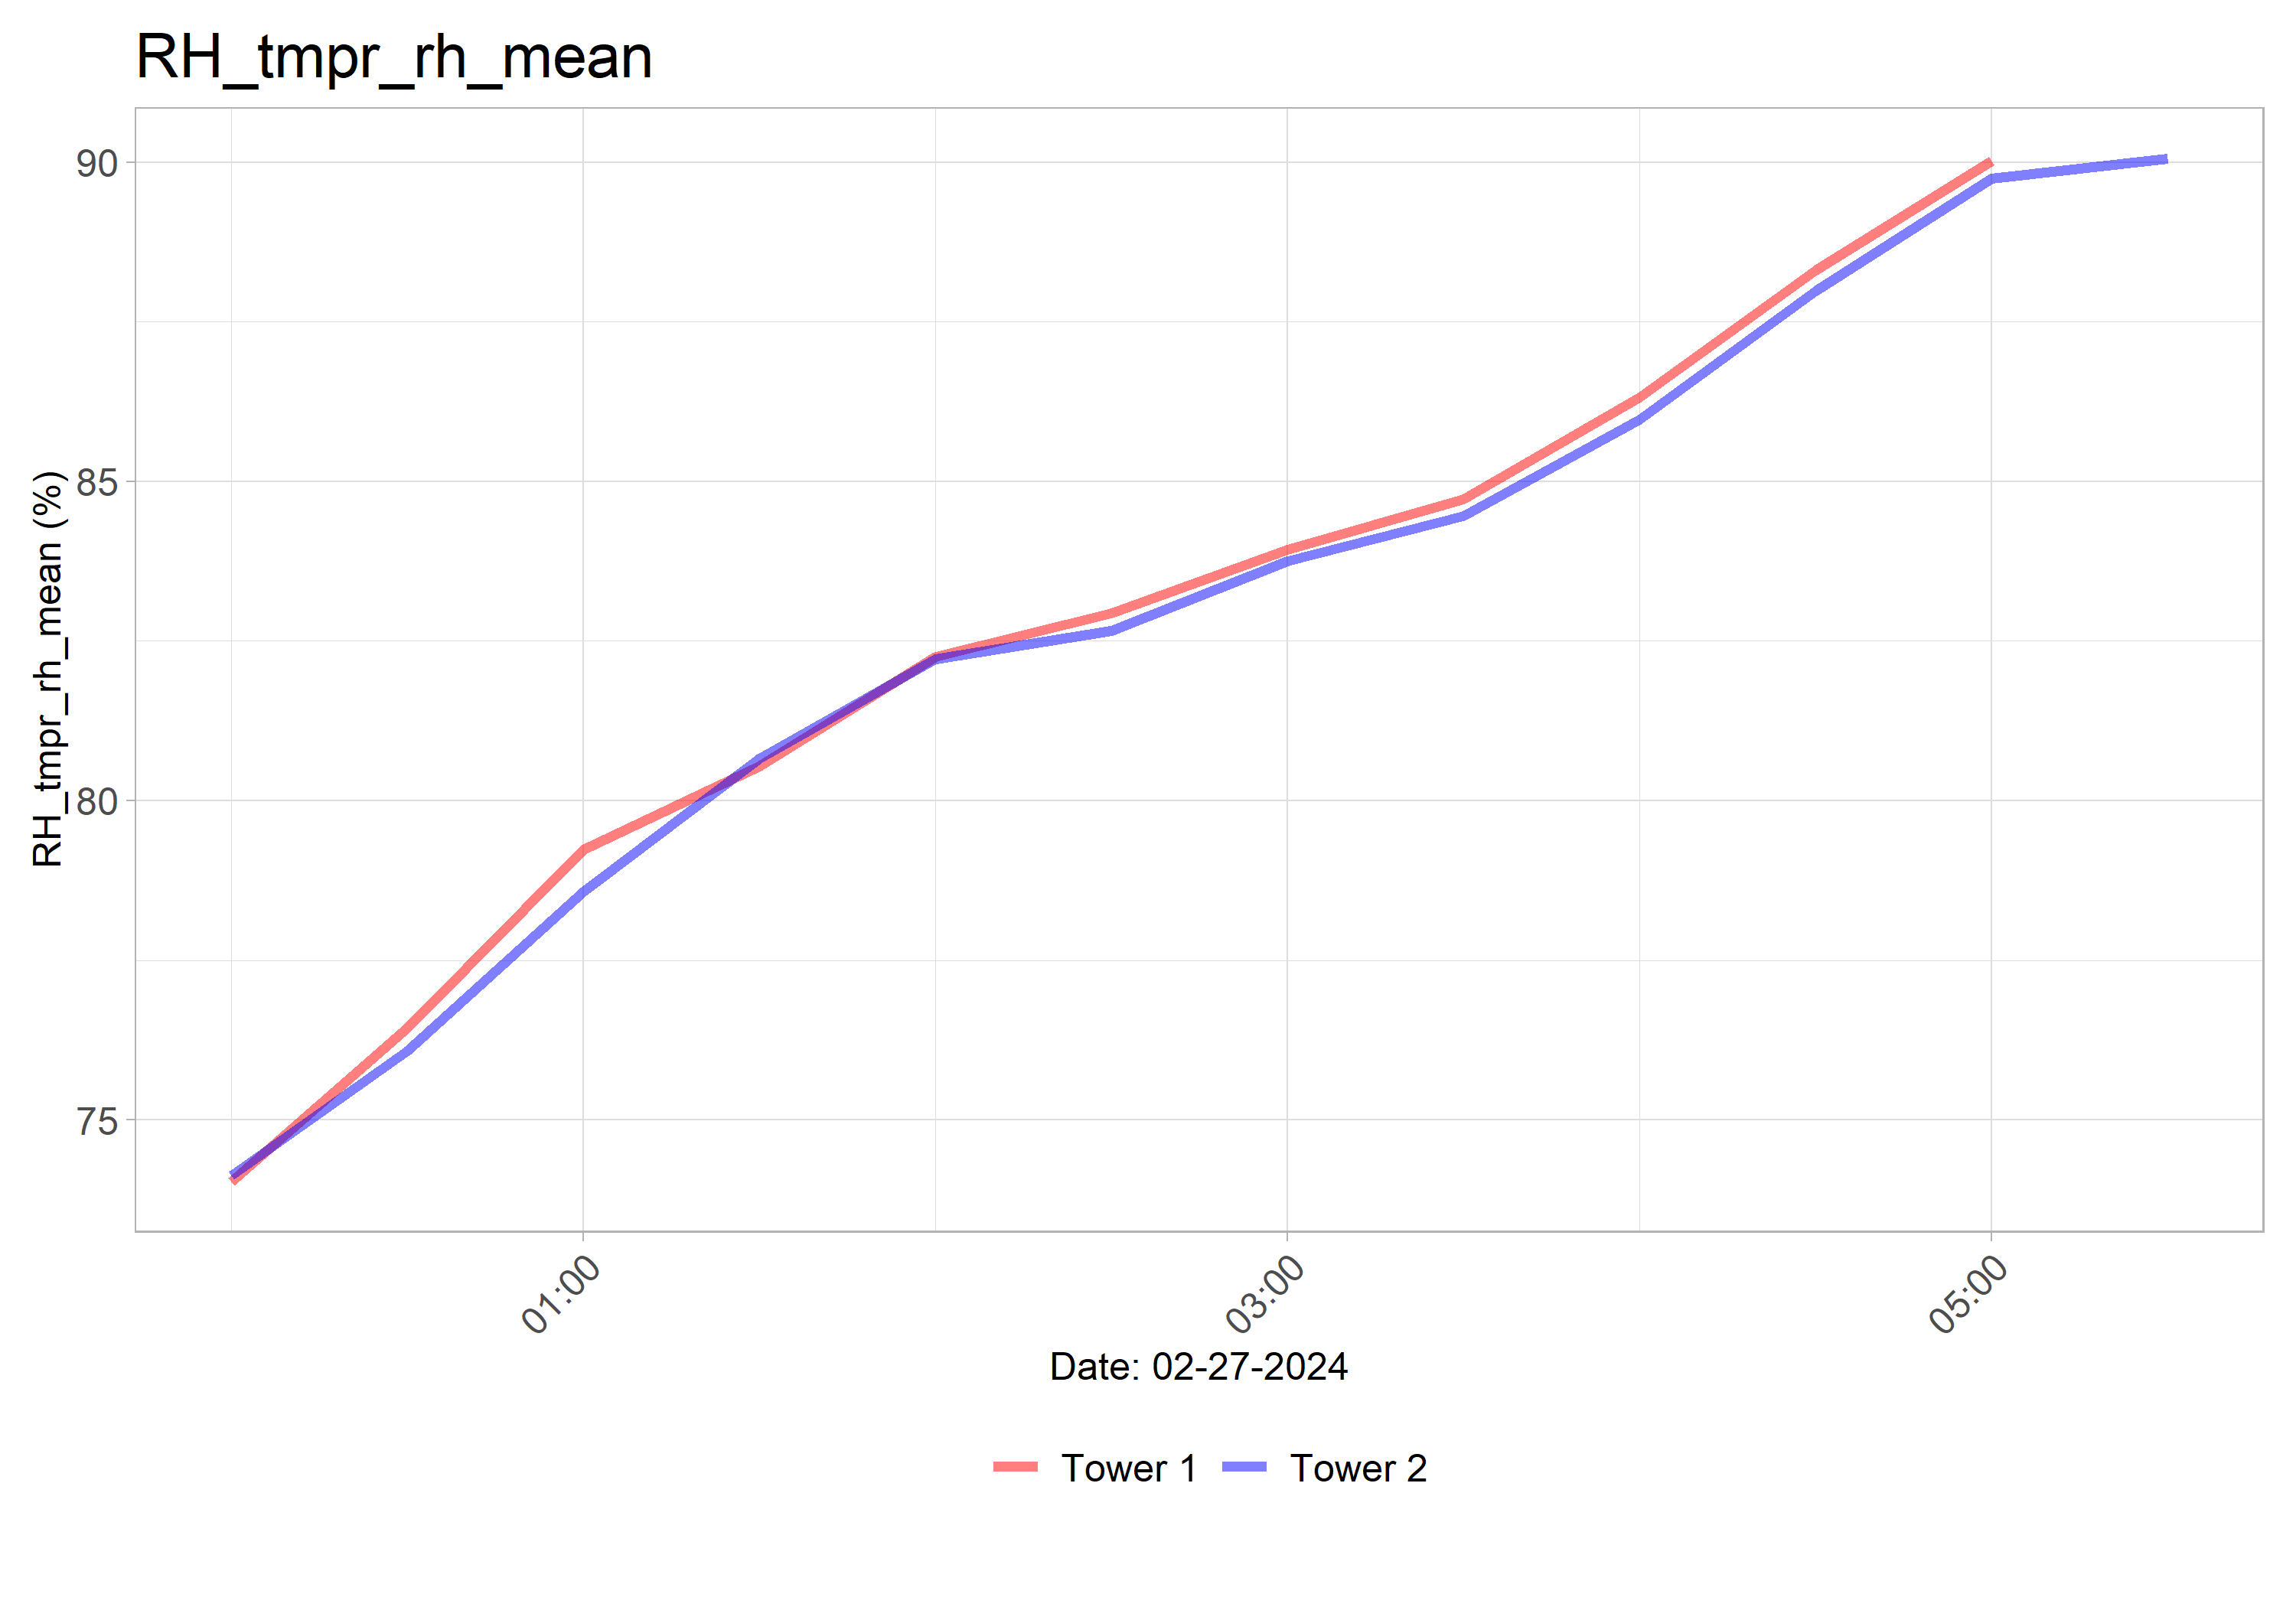 RH_tmpr_rh_mean
RH_tmpr_rh_mean (%)
90
85
80
75
01:00
03:00
05:00
Date: 02-27-2024
Tower 1
Tower 2